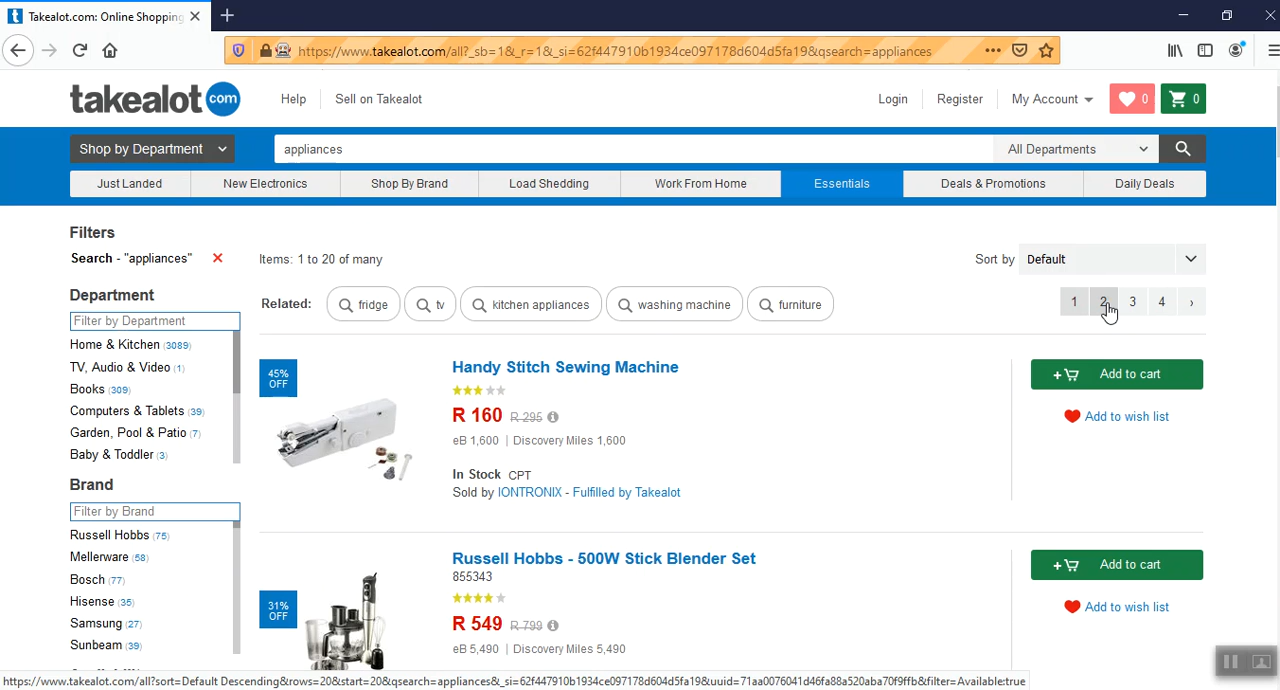 Takealot.com: Online Shopping
https://www.takealot.com/all?_sb=1&_r=1&_si=62f447910b1934ce097178d604d5fa19&qsearch=appliances
takealot com
Help
Sell on Takealot
Login
Register
My Account
0
0
Shop by Department
appliances
All Departments
Just Landed
New Electronics
Shop By Brand
Load Shedding
Work From Home
Essentials
Deals & Promotions
Daily Deals
Filters
Search - "appliances"
Items: 1 to 20 of many
Sort by
Default
Department
Filter by Department
Home & Kitchen (3089)
TV, Audio & Video (1)
Books (309)
Computers & Tablets (39)
Garden, Pool & Patio (7)
Baby & Toddler (3)
Brand
Filter by Brand
Russell Hobbs (75)
Mellerware (58)
Bosch (77)
Hisense (35)
Samsung (27)
Sunbeam (39)
Related:
fridge
tv
kitchen appliances
washing machine
furniture
1 2 3 4 ›
45%
OFF
Handy Stitch Sewing Machine
R 160 R 295
eB 1,600 | Discovery Miles 1,600
In Stock CPT
Sold by IONTRONIX - Fulfilled by Takealot
Add to cart
Add to wish list
31%
OFF
Russell Hobbs - 500W Stick Blender Set
855343
R 549 R 799
eB 5,490 | Discovery Miles 5,490
Add to cart
Add to wish list
https://www.takealot.com/all?sort=Default Descending&rows=20&start=20&qsearch=appliances&_si=62f447910b1934ce097178d604d5fa19&uuid=71aa0076041d46fa88a520aba70f9ffb&filter=Available:true